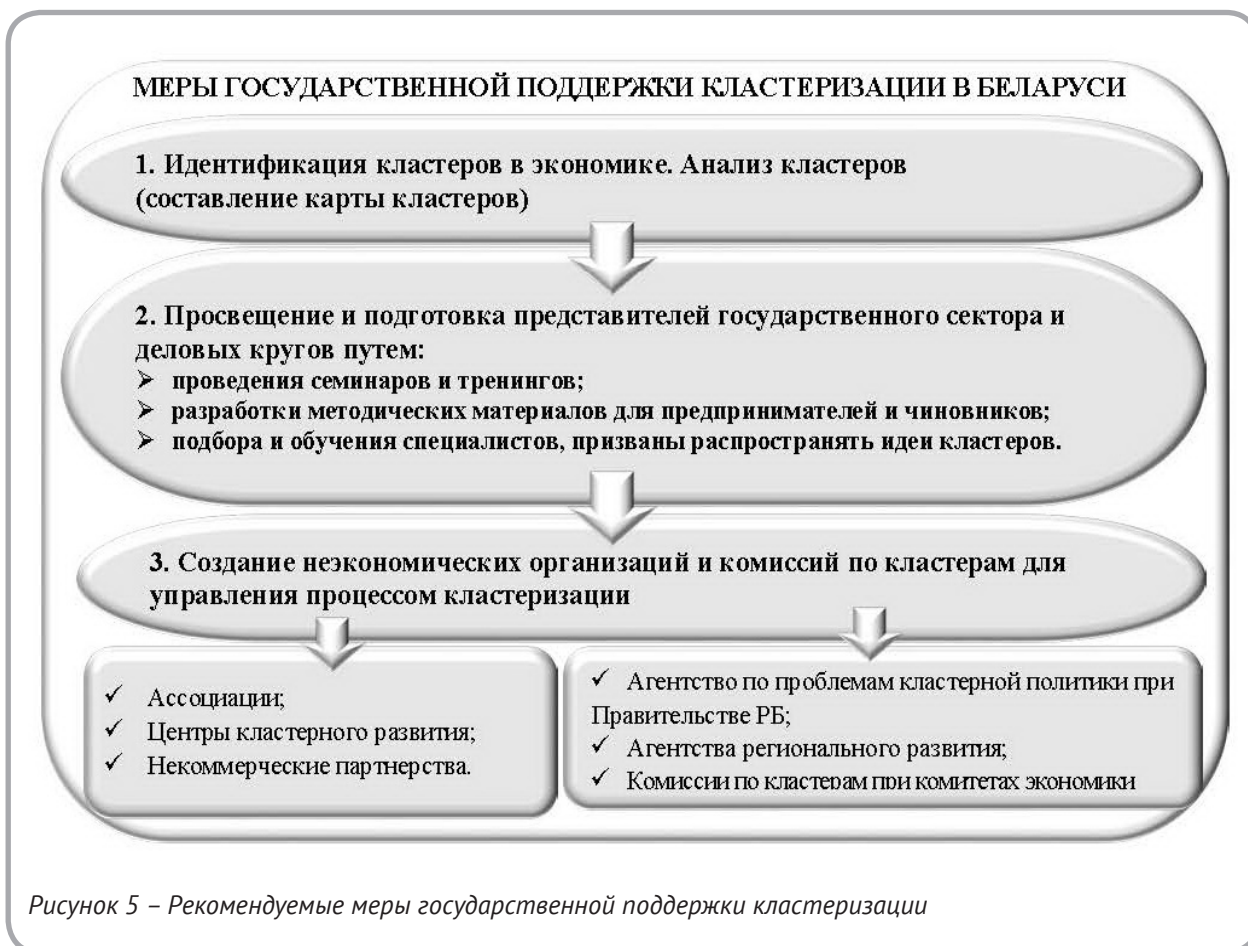 МЕРЫ ГОСУДАРСТВЕННОЙ ПОДДЕРЖКИ КЛАСТЕРИЗАЦИИ В БЕЛАРУСИ
1. Идентификация кластеров в экономике. Анализ кластеров
(составление карты кластеров)
2. Просвещение и подготовка представителей государственного сектора и
деловых кругов путем:
➢ проведения семинаров и тренингов;
➢ разработки методических материалов для предпринимателей и чиновников;
➢ подбора и обучения специалистов, призваны распространять идеи кластеров.
3. Создание неэкономических организаций и комиссий по кластерам для
управления процессом кластеризации
✓ Ассоциации;
✓ Центры кластерного развития;
✓ Некоммерческие партнерства.
✓ Агентство по проблемам кластерной политики при
Правительстве РБ;
✓ Агентства регионального развития;
✓ Комиссии по кластерам при комитетах экономики
Рисунок 5 – Рекомендуемые меры государственной поддержки кластеризации